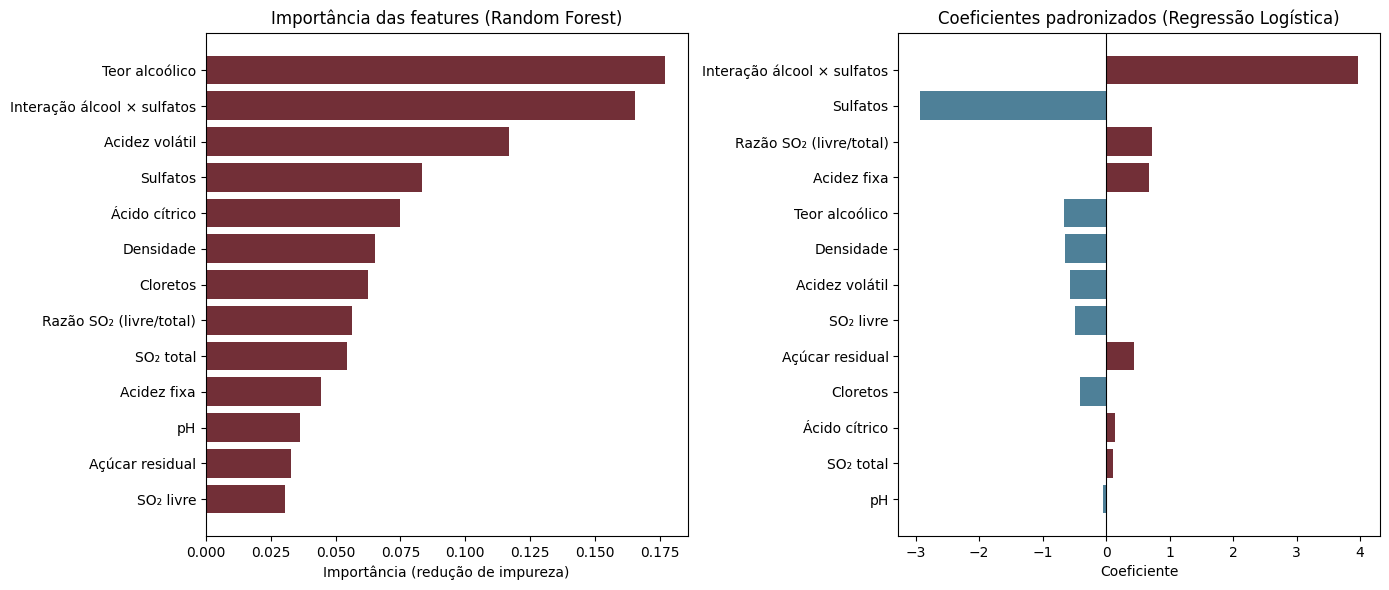 Importância das features (Random Forest)
Teor alcoólico
Interação álcool × sulfatos
Acidez volátil
Sulfatos
Ácido cítrico
Densidade
Cloretos
Razão SO₂ (livre/total)
SO₂ total
Acidez fixa
pH
Açúcar residual
SO₂ livre
0.000 0.025 0.050 0.075 0.100 0.125 0.150 0.175
Importância (redução de impureza)
Coeficientes padronizados (Regressão Logística)
Interação álcool × sulfatos
Sulfatos
Razão SO₂ (livre/total)
Acidez fixa
Teor alcoólico
Densidade
Acidez volátil
SO₂ livre
Açúcar residual
Cloretos
Ácido cítrico
SO₂ total
pH
−3 −2 −1 0 1 2 3 4
Coeficiente